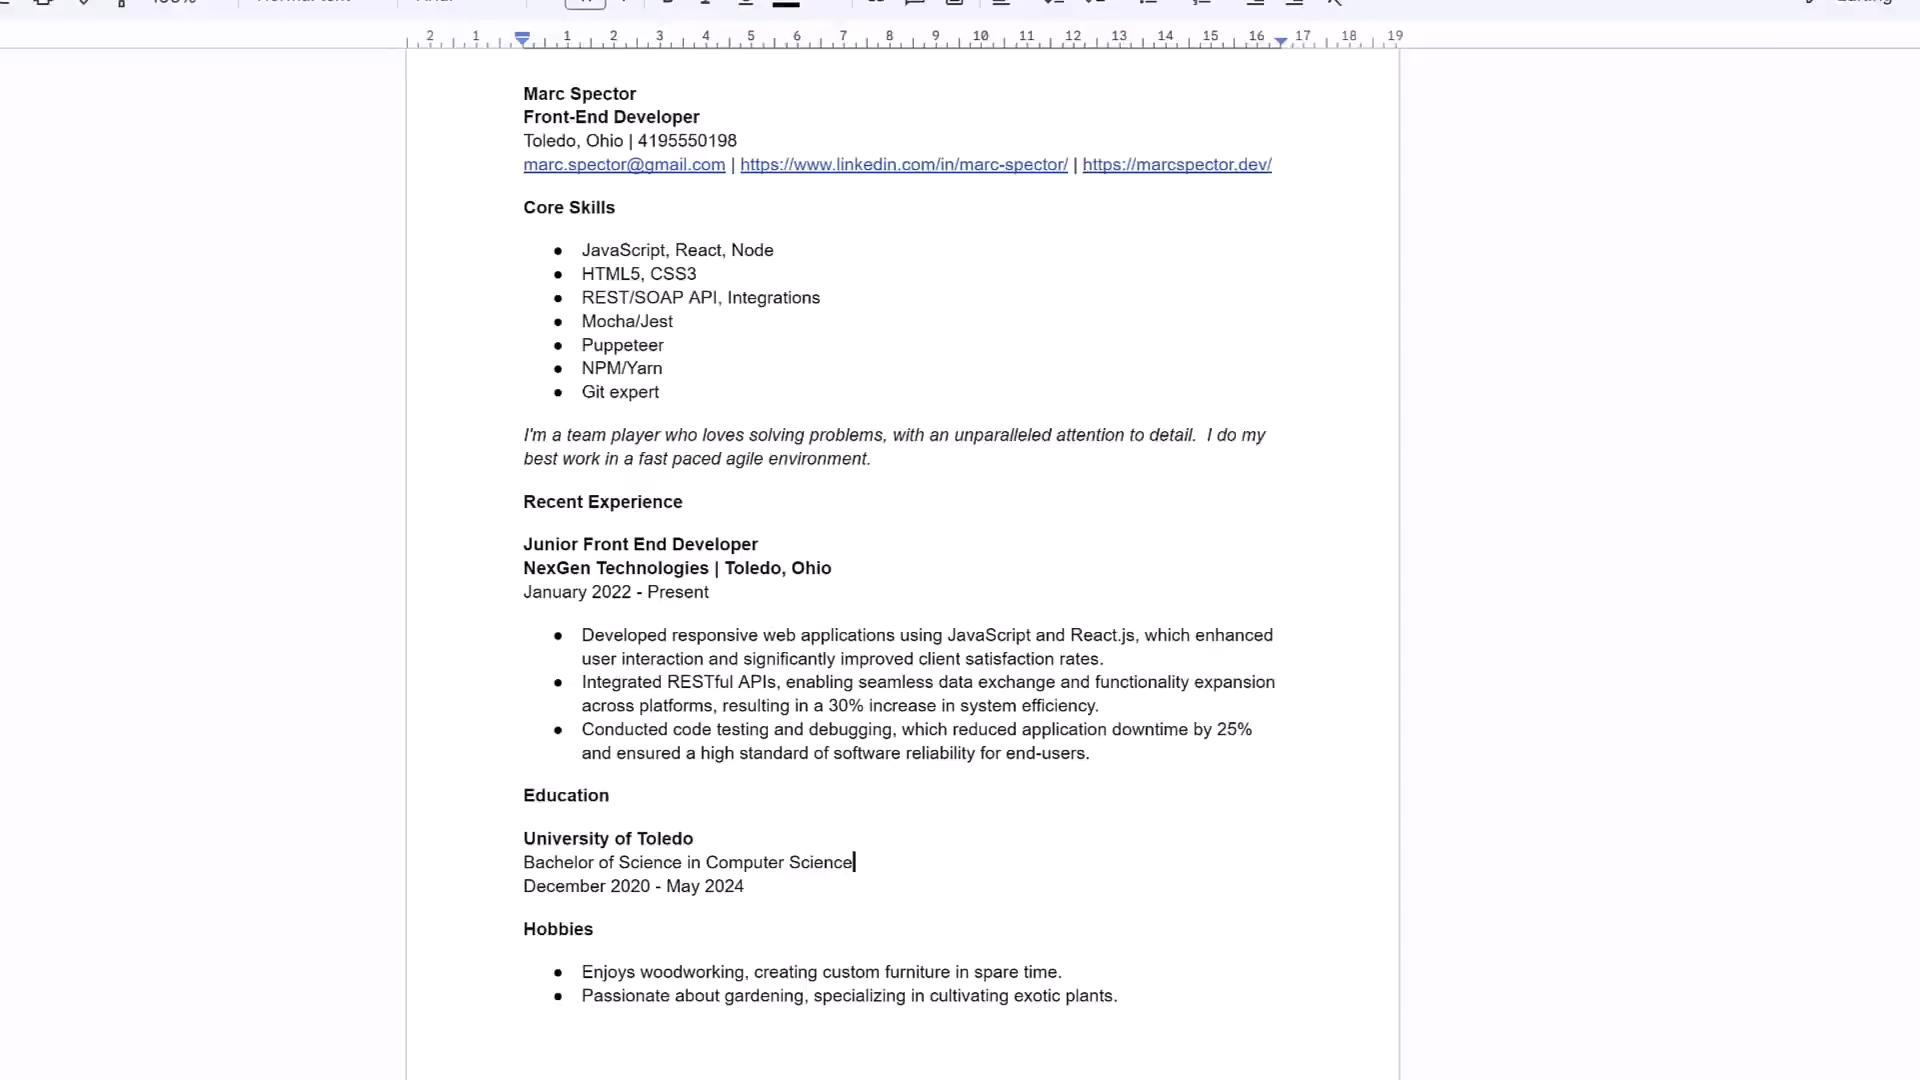 2 1 1 2 3 4 5 6 7 8 9 10 11 12 13 14 15 16 17 18 19
Marc Spector
Front-End Developer
Toledo, Ohio | 4195550198
marc.spector@gmail.com | https://www.linkedin.com/in/marc-spector/ | https://marcspector.dev/
Core Skills
● JavaScript, React, Node
● HTML5, CSS3
● REST/SOAP API, Integrations
● Mocha/Jest
● Puppeteer
● NPM/Yarn
● Git expert
I'm a team player who loves solving problems, with an unparalleled attention to detail.  I do my
best work in a fast paced agile environment.
Recent Experience
Junior Front End Developer
NexGen Technologies | Toledo, Ohio
January 2022 - Present
● Developed responsive web applications using JavaScript and React.js, which enhanced
user interaction and significantly improved client satisfaction rates.
● Integrated RESTful APIs, enabling seamless data exchange and functionality expansion
across platforms, resulting in a 30% increase in system efficiency.
● Conducted code testing and debugging, which reduced application downtime by 25%
and ensured a high standard of software reliability for end-users.
Education
University of Toledo
Bachelor of Science in Computer Science
December 2020 - May 2024
Hobbies
● Enjoys woodworking, creating custom furniture in spare time.
● Passionate about gardening, specializing in cultivating exotic plants.